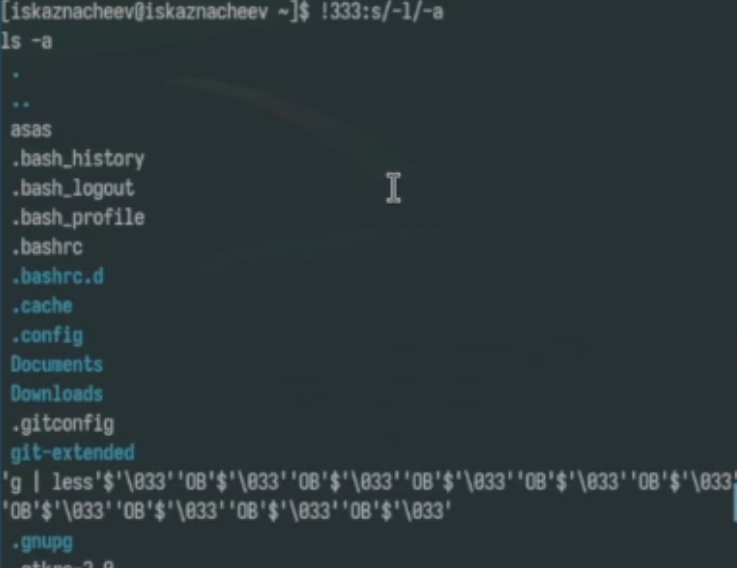 [iskaznacheev@iskaznacheev ~]$ !333:s/-l/-a
ls -a
.
..
asas
.bash_history
.bash_logout
.bash_profile
.bashrc
.bashrc.d
.cache
.config
Documents
Downloads
.gitconfig
git-extended
'g | less'$'\033''OB'$'\033''OB'$'\033''OB'$'\033''OB'$'\033''OB'$'\033''OB'$'\033'
'OB'$'\033''OB'$'\033''OB'$'\033''OB'$'\033'
.gnupg